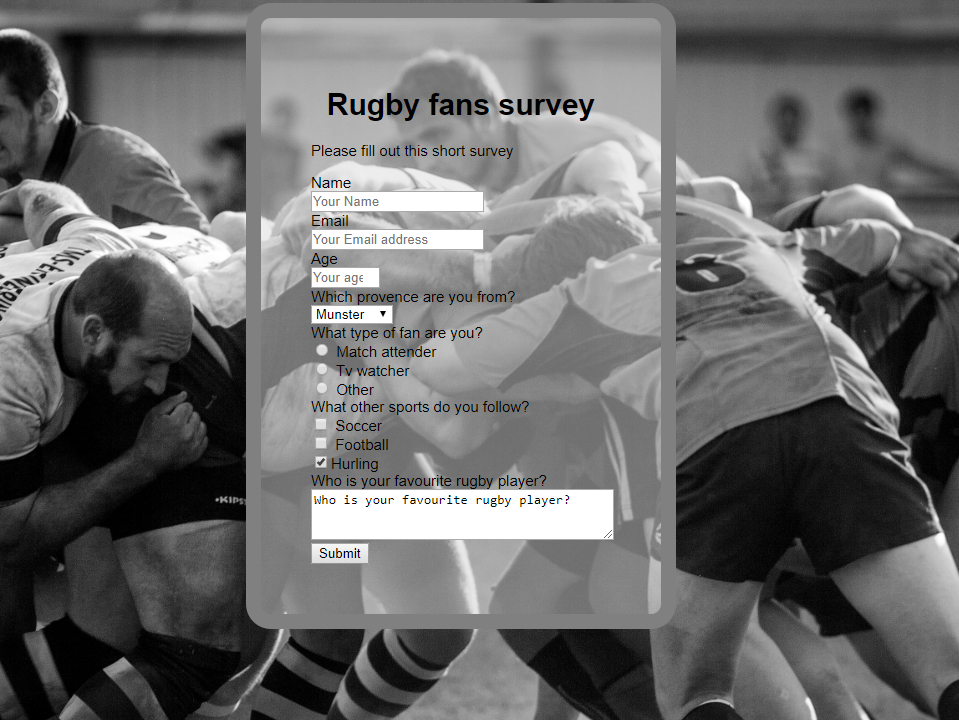 Rugby fans survey
Please fill out this short survey
Name
Your Name
Email
Your Email address
Age
Your age
Which provence are you from?
Munster
What type of fan are you?
Match attender
Tv watcher
Other
What other sports do you follow?
Soccer
Football
Hurling
Who is your favourite rugby player?
Who is your favourite rugby player?
Submit
8